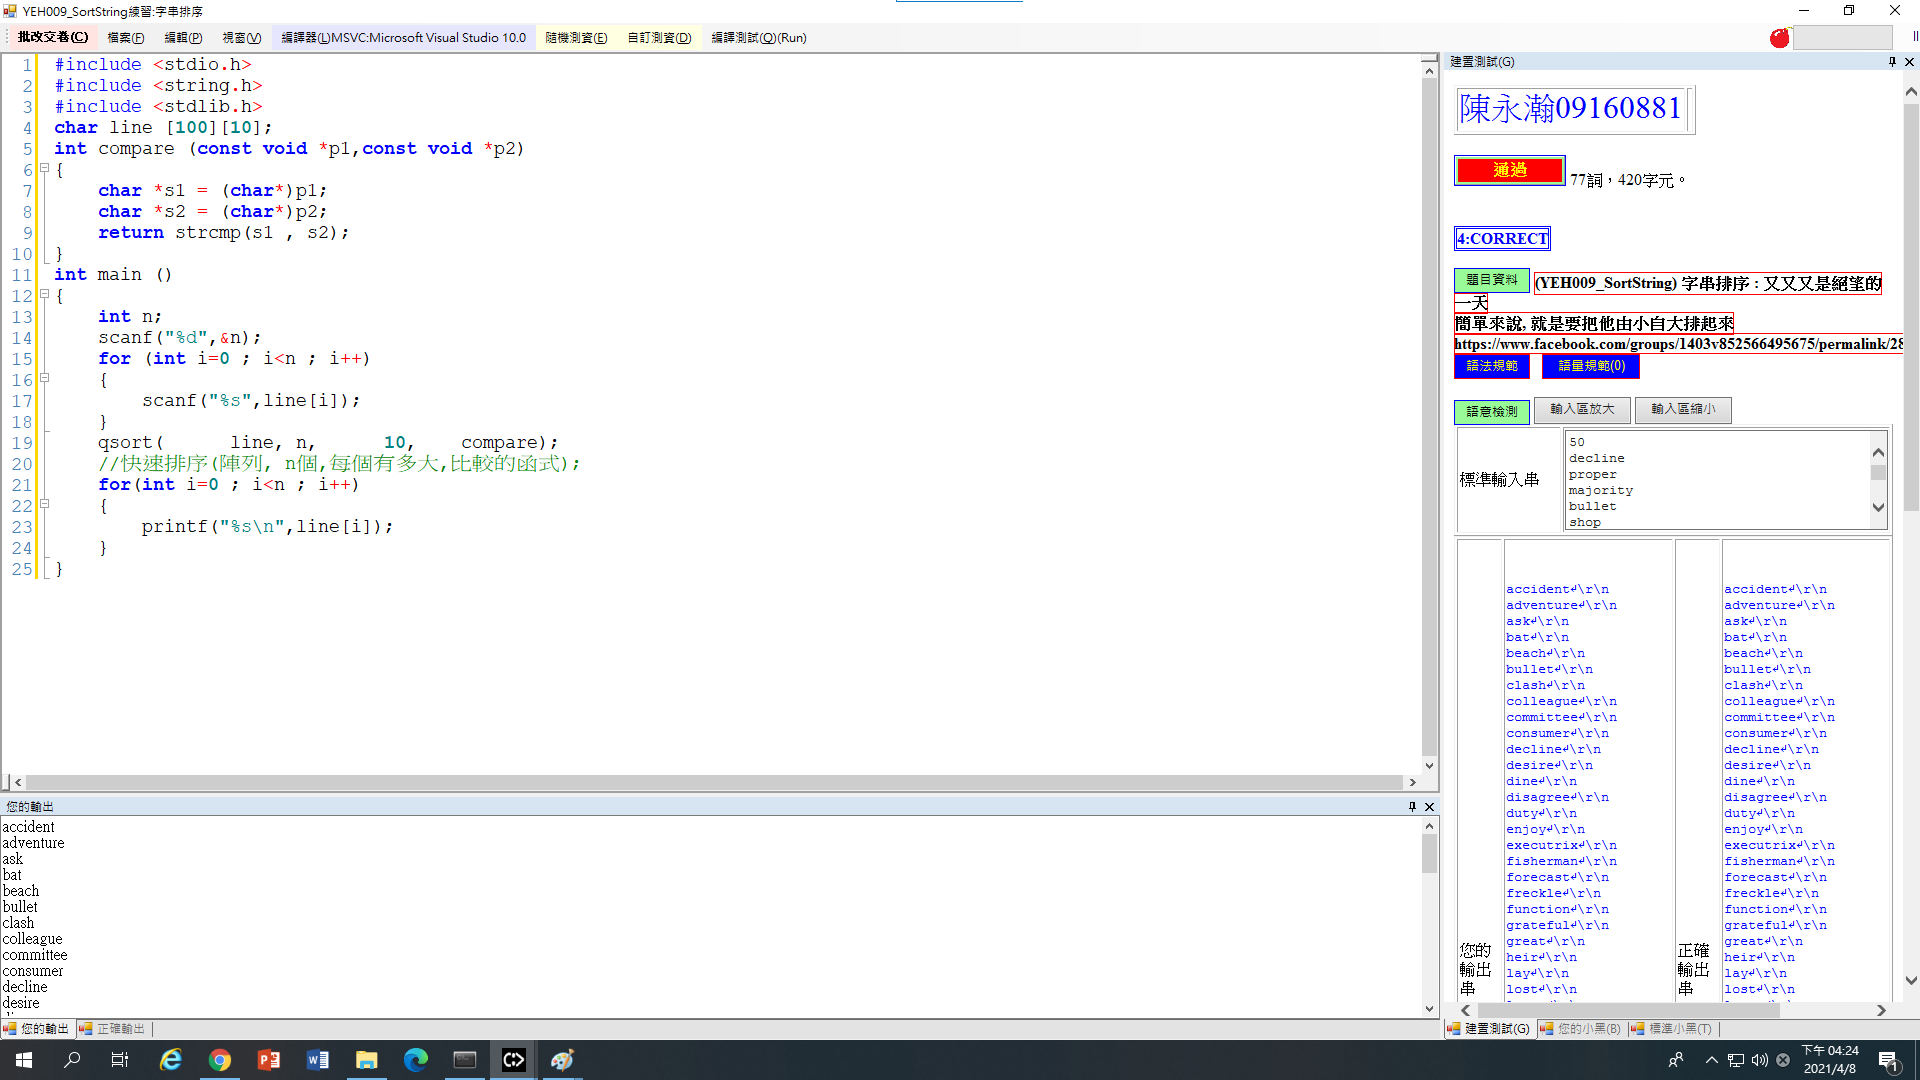 YEH009_SortString練習:字串排序
批改交卷(C) 檔案(F) 編輯(P) 視窗(V) 編譯器(L)MSVC:Microsoft Visual Studio 10.0 隨機測資(E) 自訂測資(D) 編譯測試(Q)(Run)
1 #include <stdio.h>
2 #include <string.h>
3 #include <stdlib.h>
4 char line [100][10];
5 int compare (const void *p1,const void *p2)
6 {
7 char *s1 = (char*)p1;
8 char *s2 = (char*)p2;
9 return strcmp(s1 , s2);
10 }
11 int main ()
12 {
13 int n;
14 scanf("%d",&n);
15 for (int i=0 ; i<n ; i++)
16 {
17 scanf("%s",line[i]);
18 }
19 qsort( line, n, 10, compare);
20 //快速排序(陣列, n個,每個有多大,比較的函式);
21 for(int i=0 ; i<n ; i++)
22 {
23 printf("%s\n",line[i]);
24 }
25 }
您的輸出
accident
adventure
ask
bat
beach
bullet
clash
colleague
committee
consumer
decline
desire
您的輸出 正確輸出
建置測試(G)
陳永瀚09160881
通過 77詞，420字元。
4:CORRECT
題目資料 (YEH009_SortString) 字串排序 : 又又又是絕望的
一天
簡單來說, 就是要把他由小自大排起來
https://www.facebook.com/groups/1403v852566495675/permalink/28
語法規範 語量規範(0)
語意檢測 輸入區放大 輸入區縮小
標準輸入串
50
decline
proper
majority
bullet
shop
您的
輸出
串
accident↵\r\n
adventure↵\r\n
ask↵\r\n
bat↵\r\n
beach↵\r\n
bullet↵\r\n
clash↵\r\n
colleague↵\r\n
committee↵\r\n
consumer↵\r\n
decline↵\r\n
desire↵\r\n
dine↵\r\n
disagree↵\r\n
duty↵\r\n
enjoy↵\r\n
executrix↵\r\n
fisherman↵\r\n
forecast↵\r\n
freckle↵\r\n
function↵\r\n
grateful↵\r\n
great↵\r\n
heir↵\r\n
lay↵\r\n
lost↵\r\n
正確
輸出
串
accident↵\r\n
adventure↵\r\n
ask↵\r\n
bat↵\r\n
beach↵\r\n
bullet↵\r\n
clash↵\r\n
colleague↵\r\n
committee↵\r\n
consumer↵\r\n
decline↵\r\n
desire↵\r\n
dine↵\r\n
disagree↵\r\n
duty↵\r\n
enjoy↵\r\n
executrix↵\r\n
fisherman↵\r\n
forecast↵\r\n
freckle↵\r\n
function↵\r\n
grateful↵\r\n
great↵\r\n
heir↵\r\n
lay↵\r\n
lost↵\r\n
建置測試(G) 您的小黑(B) 標準小黑(T)
下午 04:24
2021/4/8
1